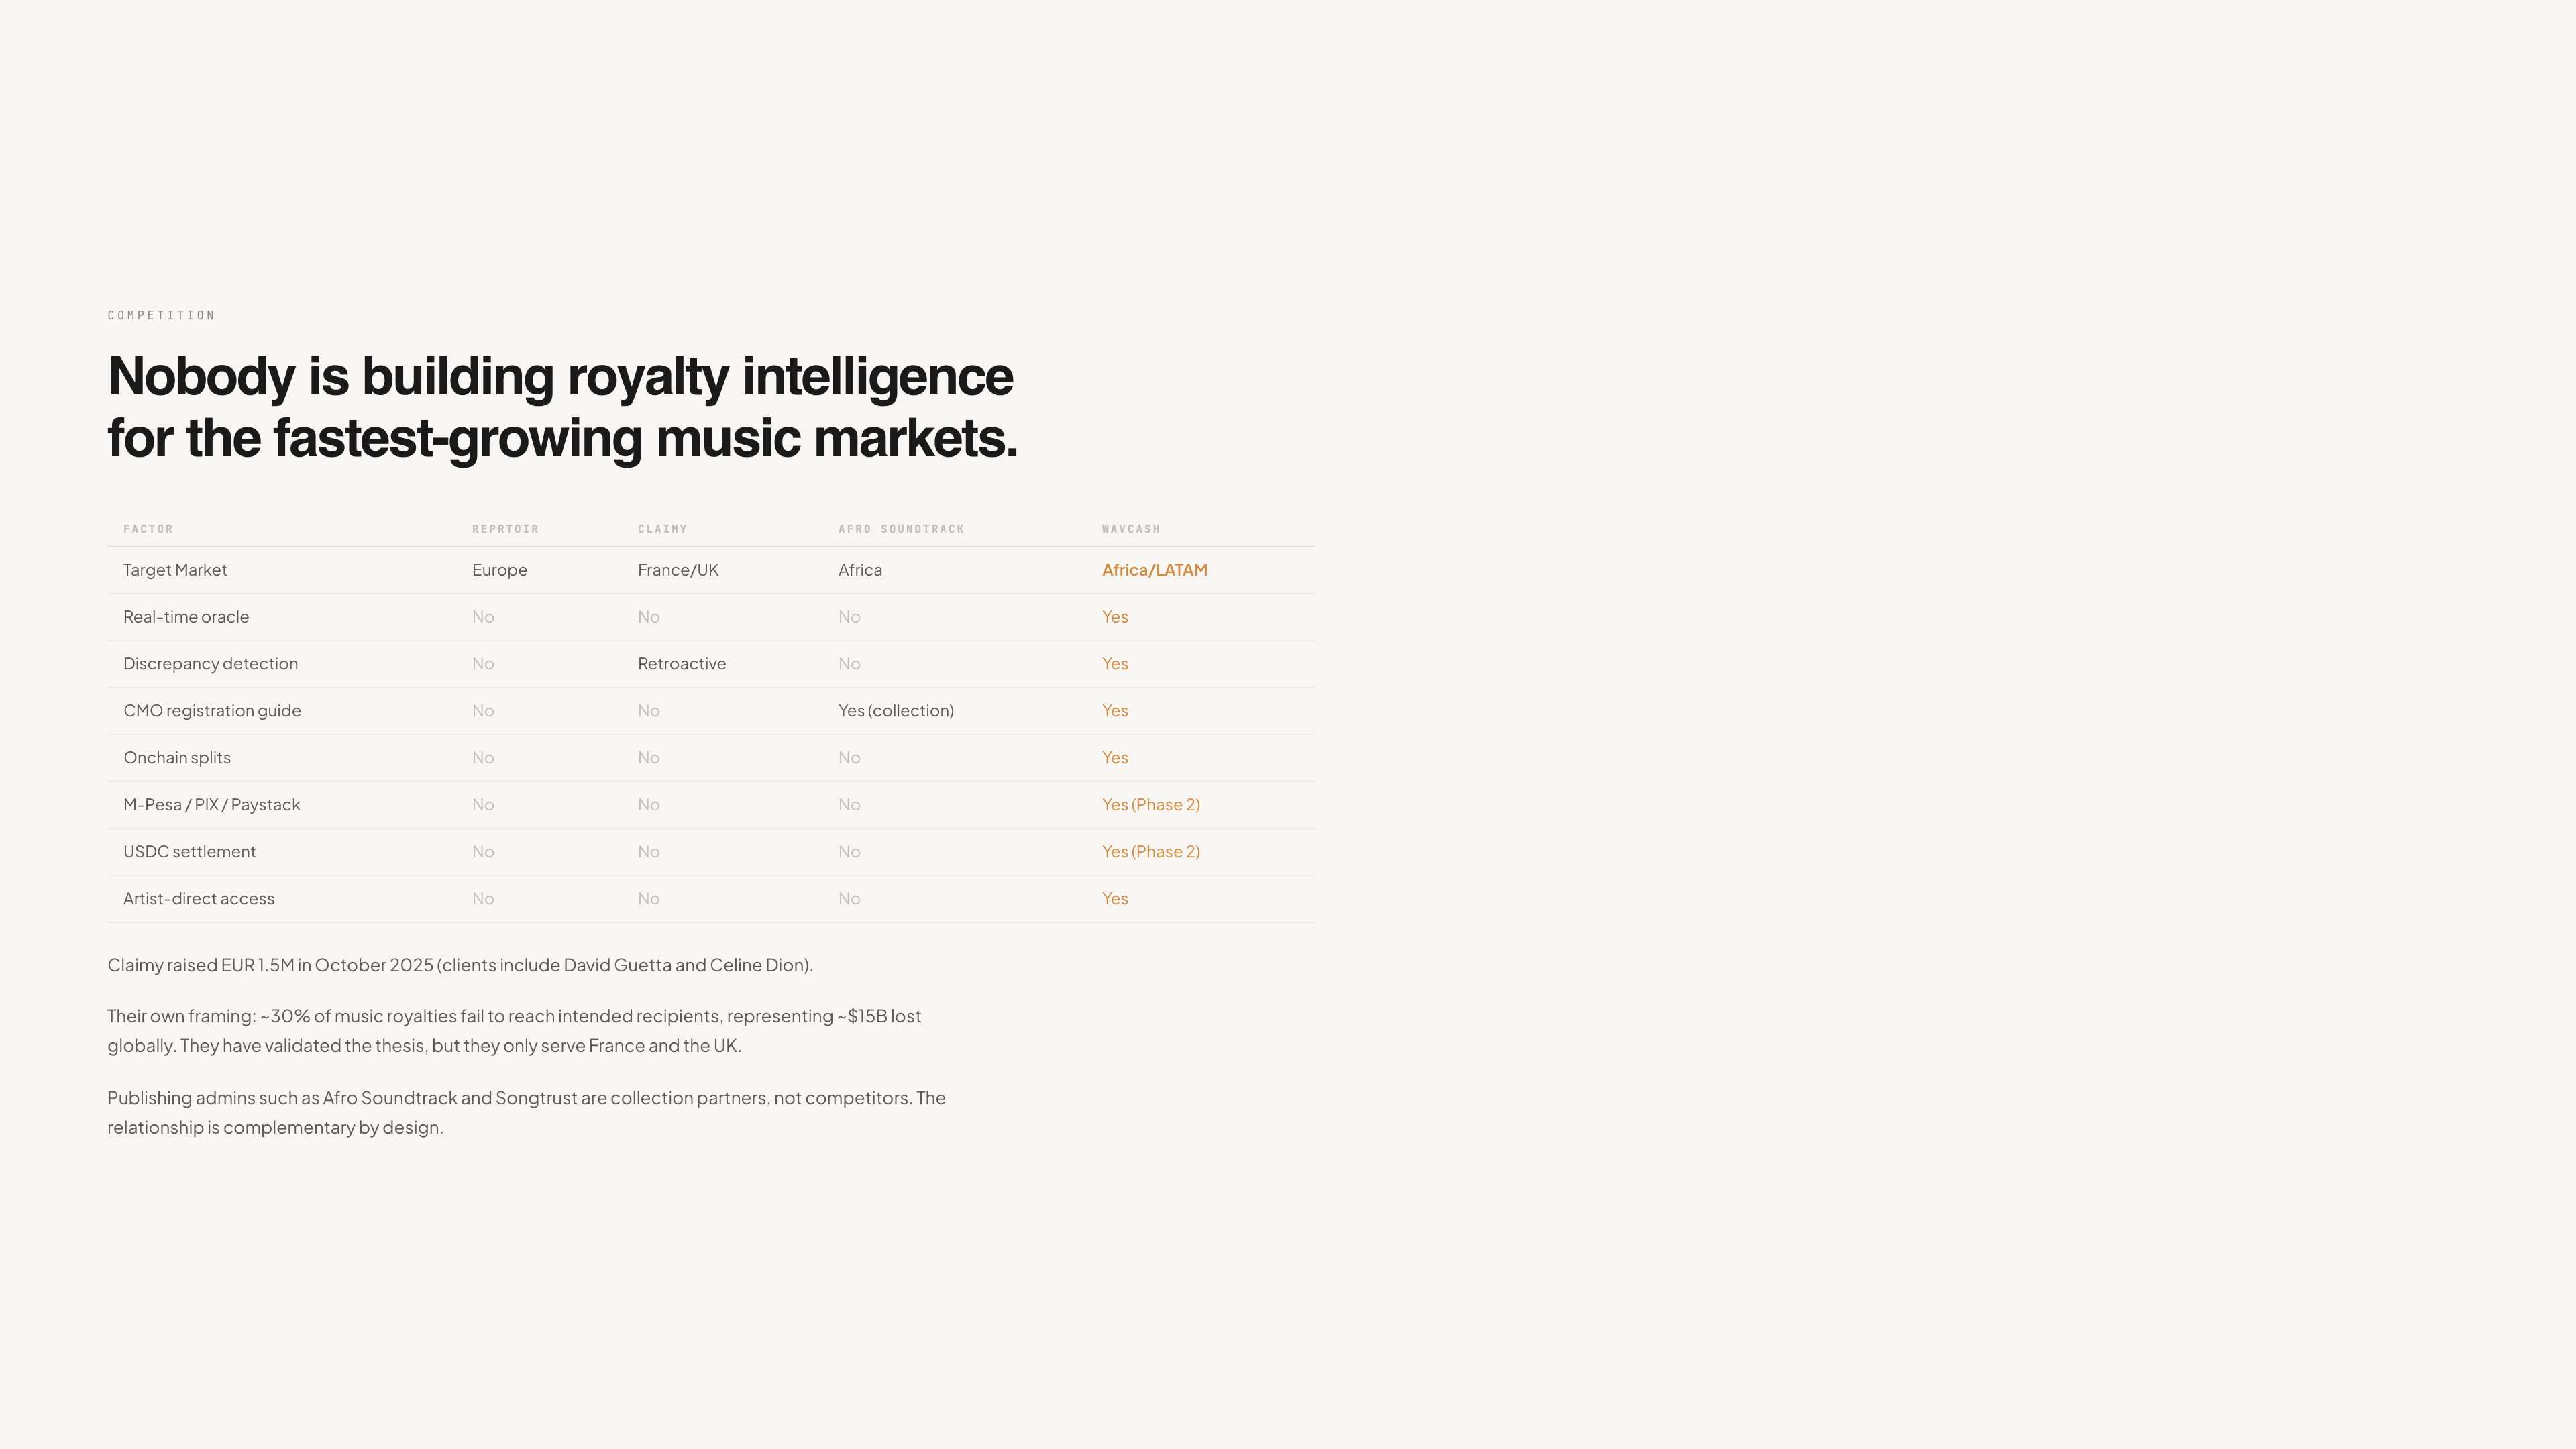 COMPETITION
Nobody is building royalty intelligence
for the fastest-growing music markets.
FACTOR REPRTOIR CLAIMY AFRO SOUNDTRACK WAVCASH
Target Market Europe France/UK Africa Africa/LATAM
Real-time oracle No No No Yes
Discrepancy detection No Retroactive No Yes
CMO registration guide No No Yes (collection) Yes
Onchain splits No No No Yes
M-Pesa / PIX / Paystack No No No Yes (Phase 2)
USDC settlement No No No Yes (Phase 2)
Artist-direct access No No No Yes
Claimy raised EUR 1.5M in October 2025 (clients include David Guetta and Celine Dion).
Their own framing: ~30% of music royalties fail to reach intended recipients, representing ~$15B lost
globally. They have validated the thesis, but they only serve France and the UK.
Publishing admins such as Afro Soundtrack and Songtrust are collection partners, not competitors. The
relationship is complementary by design.